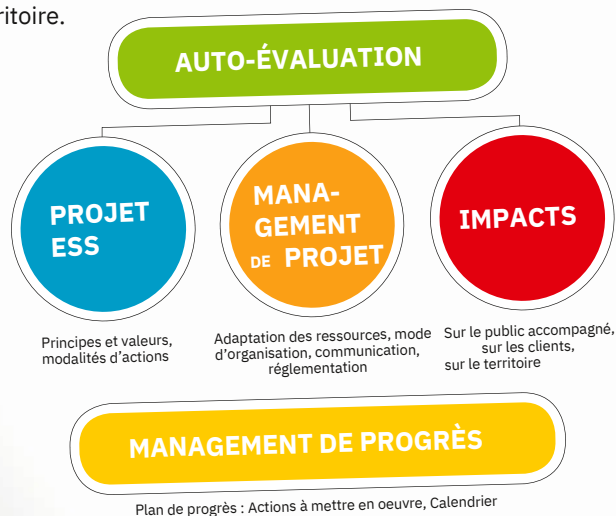 ritoire.
AUTO-ÉVALUATION
PROJET
ESS
MANA-
GEMENT
DE PROJET
IMPACTS
Principes et valeurs,
modalités d'actions
Adaptation des ressources, mode
d'organisation, communication,
réglementation
Sur le public accompagné,
sur les clients,
sur le territoire
MANAGEMENT DE PROGRÈS
Plan de progrès : Actions à mettre en oeuvre, Calendrier